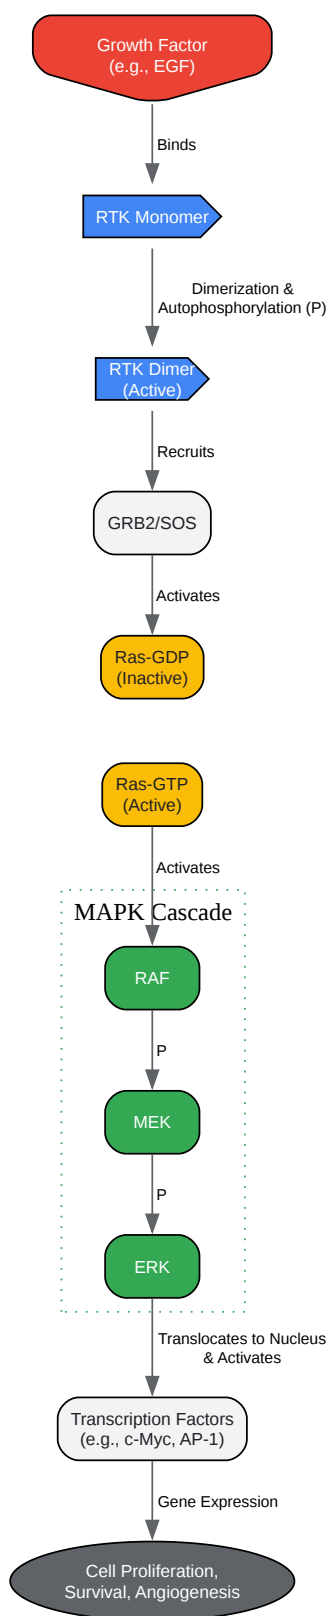 Growth Factor
(e.g., EGF)
Binds
RTK Monomer
Dimerization &
Autophosphorylation (P)
RTK Dimer
(Active)
Recruits
GRB2/SOS
Activates
Ras-GDP
(Inactive)
Ras-GTP
(Active)
Activates
MAPK Cascade
RAF
P
MEK
P
ERK
Translocates to Nucleus
& Activates
Transcription Factors
(e.g., c-Myc, AP-1)
Gene Expression
Cell Proliferation,
Survival, Angiogenesis